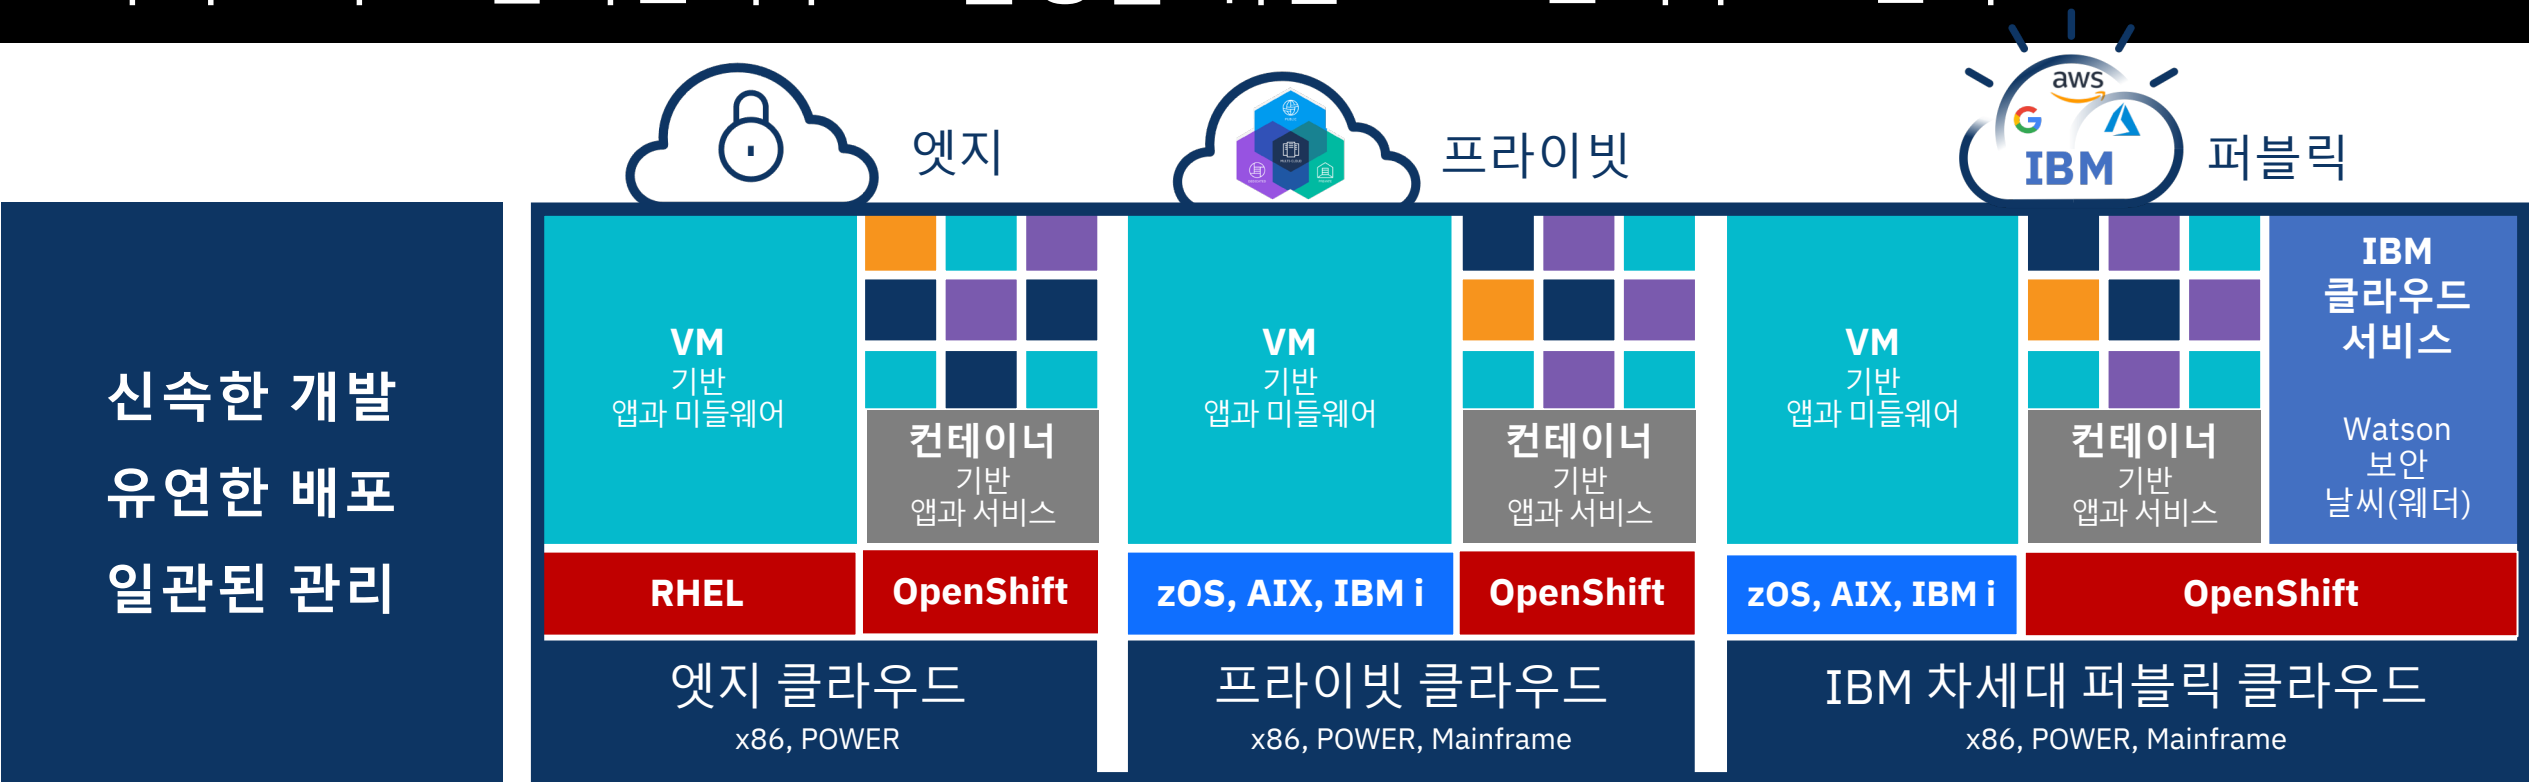 엣지
프라이빗
aws
G
IBM
퍼블릭
신속한 개발
유연한 배포
일관된 관리
VM
기반
앱과 미들웨어
컨테이너
기반
앱과 서비스
RHEL
OpenShift
엣지 클라우드
x86, POWER
VM
기반
앱과 미들웨어
컨테이너
기반
앱과 서비스
zOS, AIX, IBM i
OpenShift
프라이빗 클라우드
x86, POWER, Mainframe
VM
기반
앱과 미들웨어
컨테이너
기반
앱과 서비스
IBM
클라우드
서비스
Watson
보안
날씨(웨더)
zOS, AIX, IBM i
OpenShift
IBM 차세대 퍼블릭 클라우드
x86, POWER, Mainframe